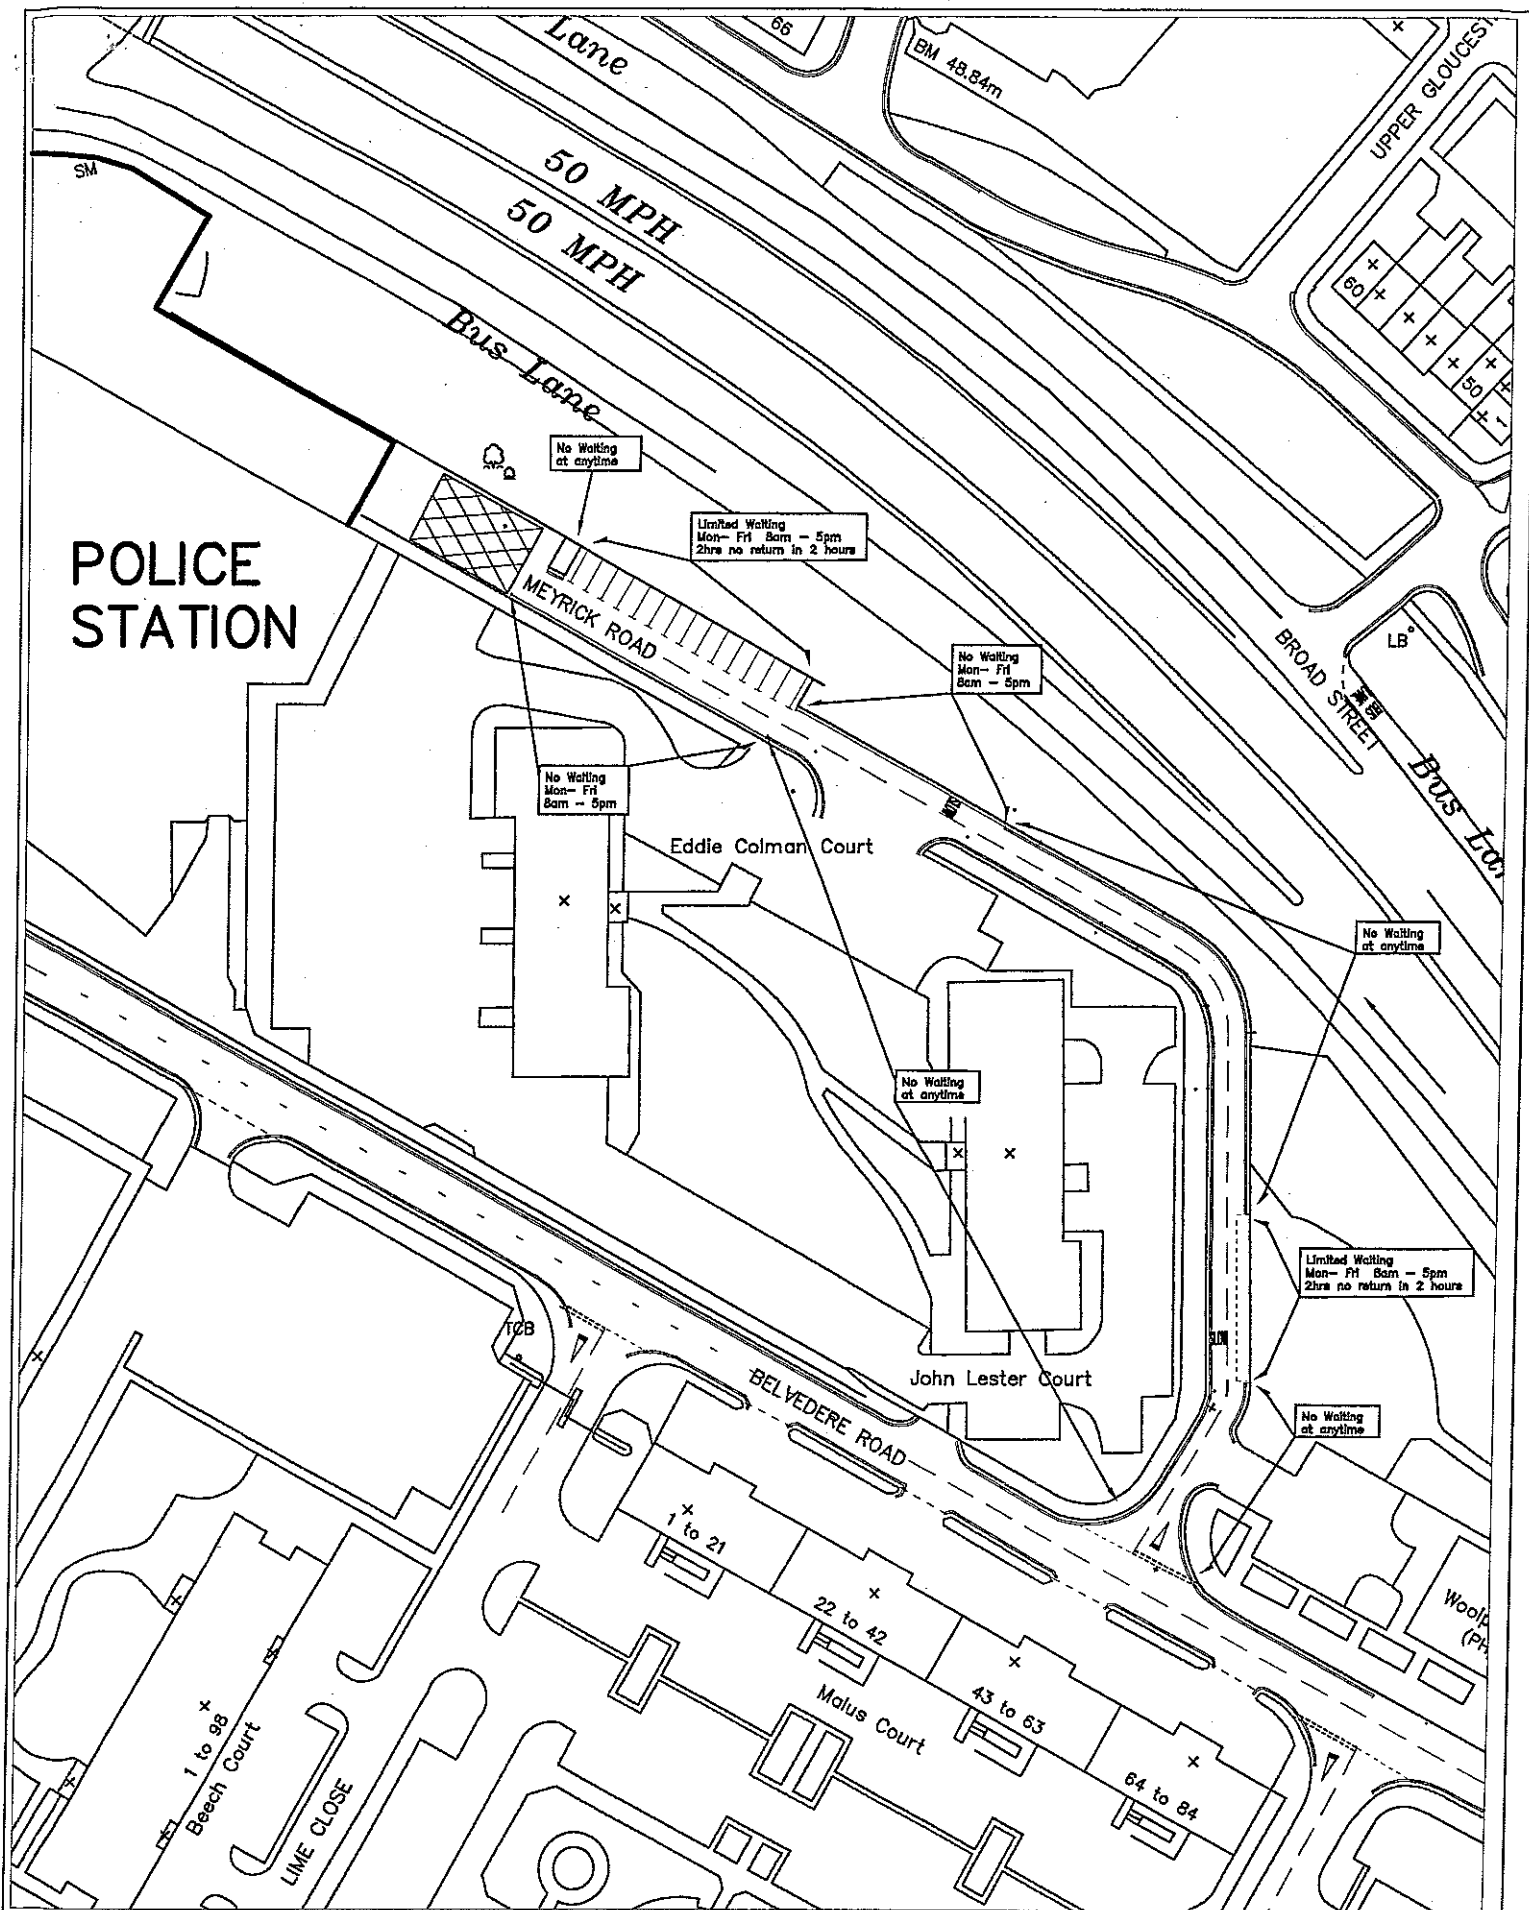 66
Lane
BM 48.84m
50 MPH
50 MPH
SM
60
50
Bus Lane
No Waiting
at anytime
Limited Waiting
Mon- Fri 8am - 5pm
2hrs no return in 2 hours
POLICE
STATION
MEYRICK ROAD
No Waiting
Mon- Fri
8am - 5pm
BROAD STREET
LB
Bus
No Waiting
Mon- Fri
8am - 5pm
SLOW
Eddie Colman Court
No Waiting
at anytime
No Waiting
at anytime
Limited Waiting
Mon- Fri 8am - 5pm
2hrs no return in 2 hours
SLOW
TCB
John Lester Court
BELVEDERE ROAD
No Waiting
at anytime
1 to 21
22 to 42
43 to 63
64 to 84
Malus Court
1 to 98
Beech Court
LIME CLOSE
UPPER